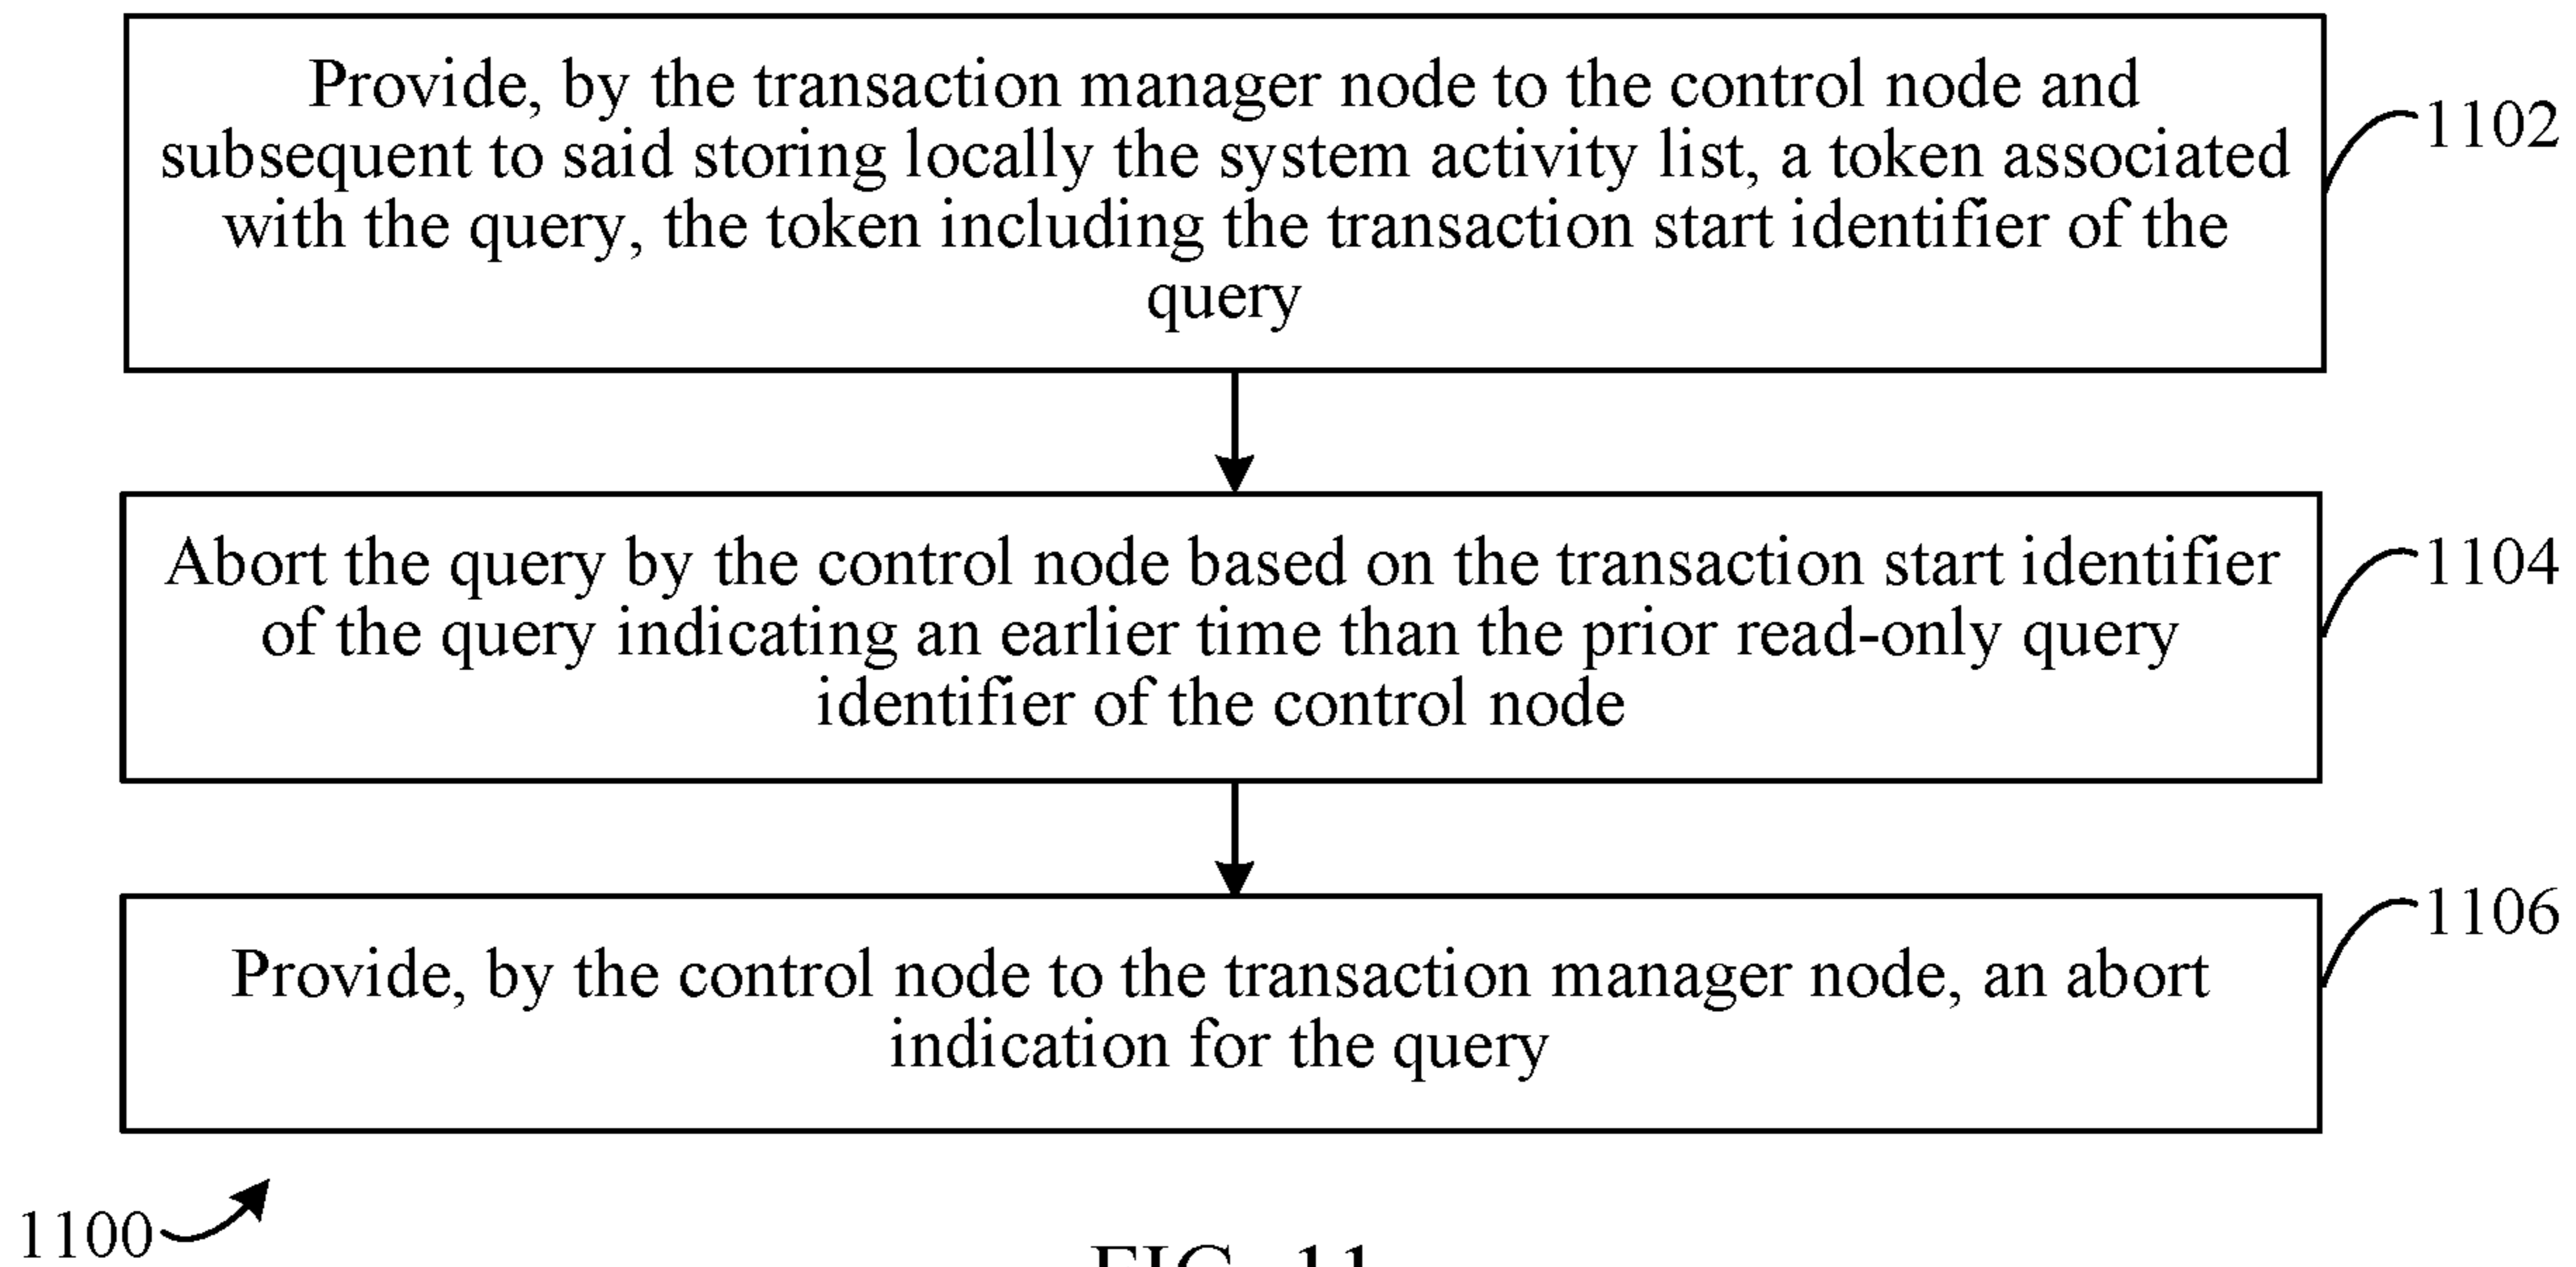 Provide, by the transaction manager node to the control node and
subsequent to said storing locally the system activity list, a token associated
with the query, the token including the transaction start identifier of the
query
1102
Abort the query by the control node based on the transaction start identifier
of the query indicating an earlier time than the prior read-only query
identifier of the control node
1104
Provide, by the control node to the transaction manager node, an abort
indication for the query
1106
1100
FIG. 11